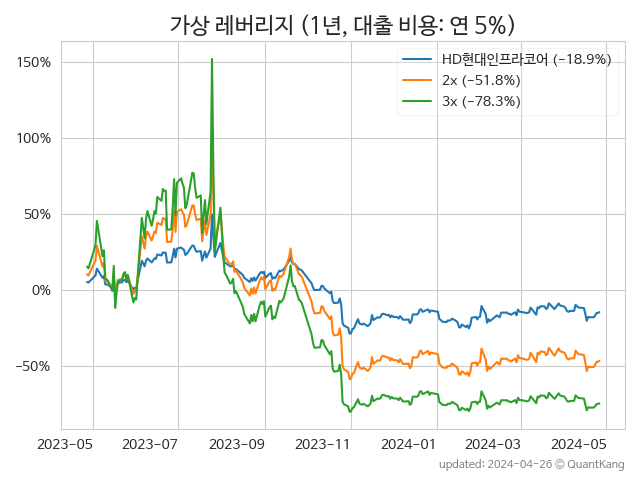 가상 레버리지 (1년, 대출 비용: 연 5%)
HD현대인프라코어 (−18.9%)
2x (−51.8%)
3x (−78.3%)
150%
100%
50%
0%
−50%
2023-05 2023-07 2023-09 2023-11 2024-01 2024-03 2024-05
updated: 2024-04-26 © QuantKang